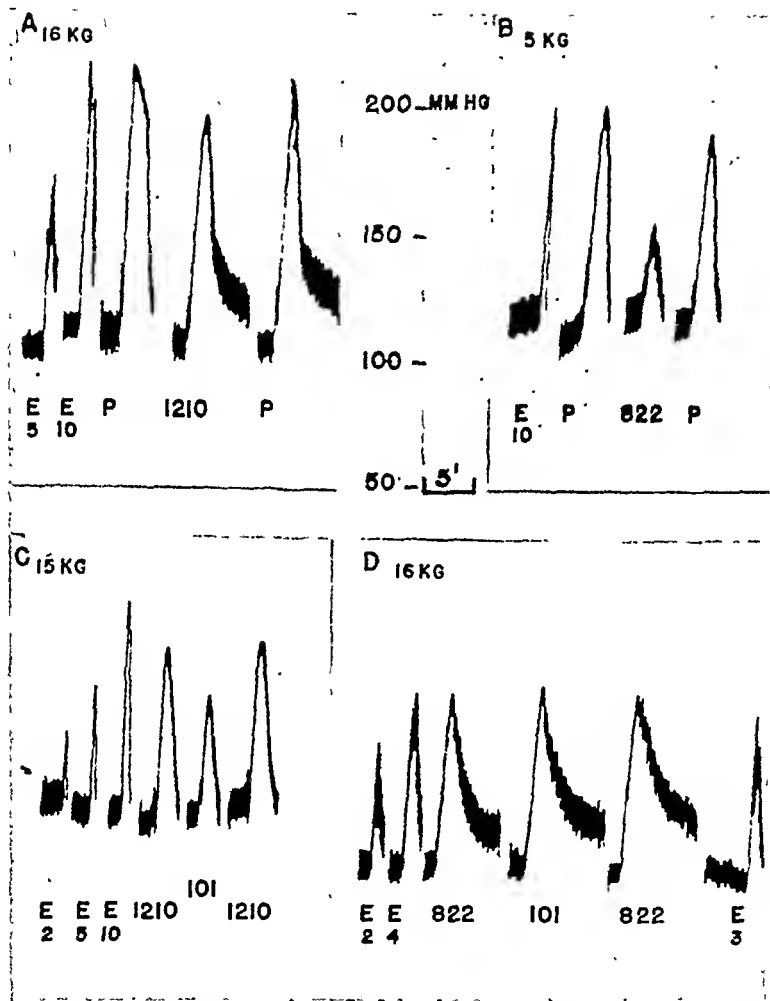 A 16 KG
B 5 KG
200 MM HG
150
100
50
5'
E E P 1210 P
5 10
E P 822 P
10
C 15 KG
D 16 KG
101
E E E 1210 1210
2 5 10
E E 822 101 822 E
2 4 3